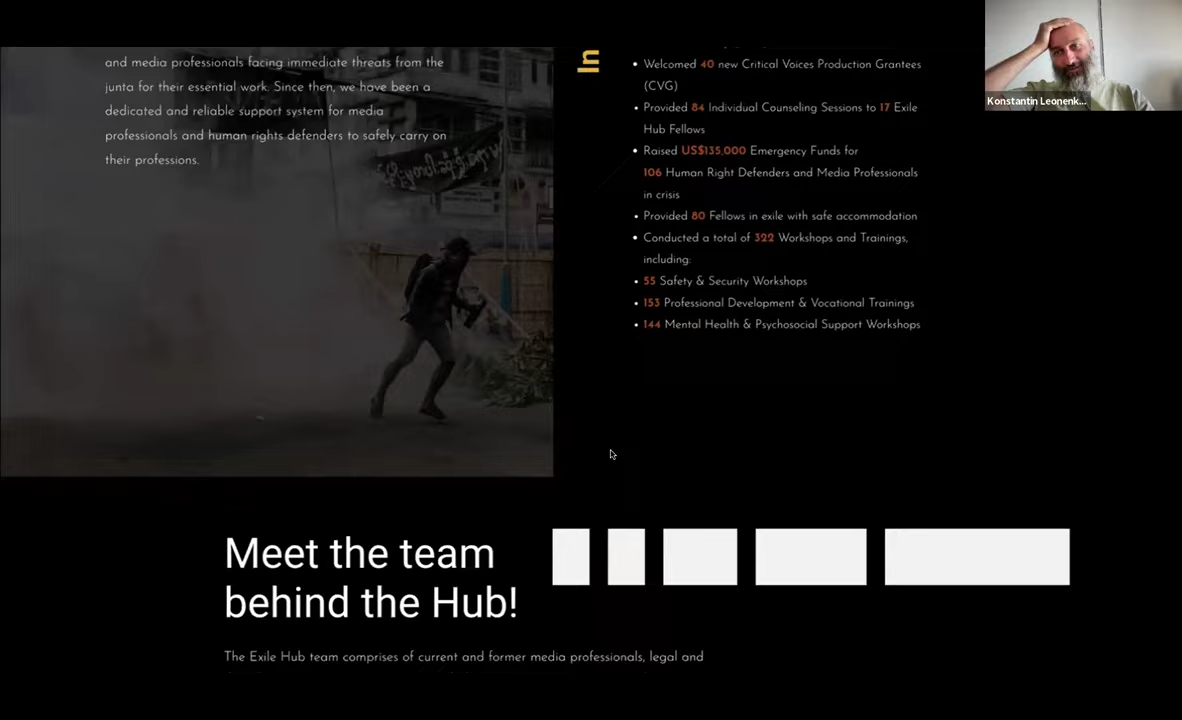 and media professionals facing immediate threats from the
junta for their essential work. Since then, we have been a
dedicated and reliable support system for media
professionals and human rights defenders to safely carry on
their professions.
in
• Welcomed 40 new Critical Voices Production Grantees
(CVG)
• Provided 84 Individual Counseling Sessions to 17 Exile
Hub Fellows
• Raised US$135,000 Emergency Funds for
106 Human Right Defenders and Media Professionals
in crisis
• Provided 80 Fellows in exile with safe accommodation
• Conducted a total of 322 Workshops and Trainings,
including:
• 55 Safety & Security Workshops
• 153 Professional Development & Vocational Trainings
• 144 Mental Health & Psychosocial Support Workshops
Konstantin Leonenk...
Meet the team
behind the Hub!
The Exile Hub team comprises of current and former media professionals, legal and